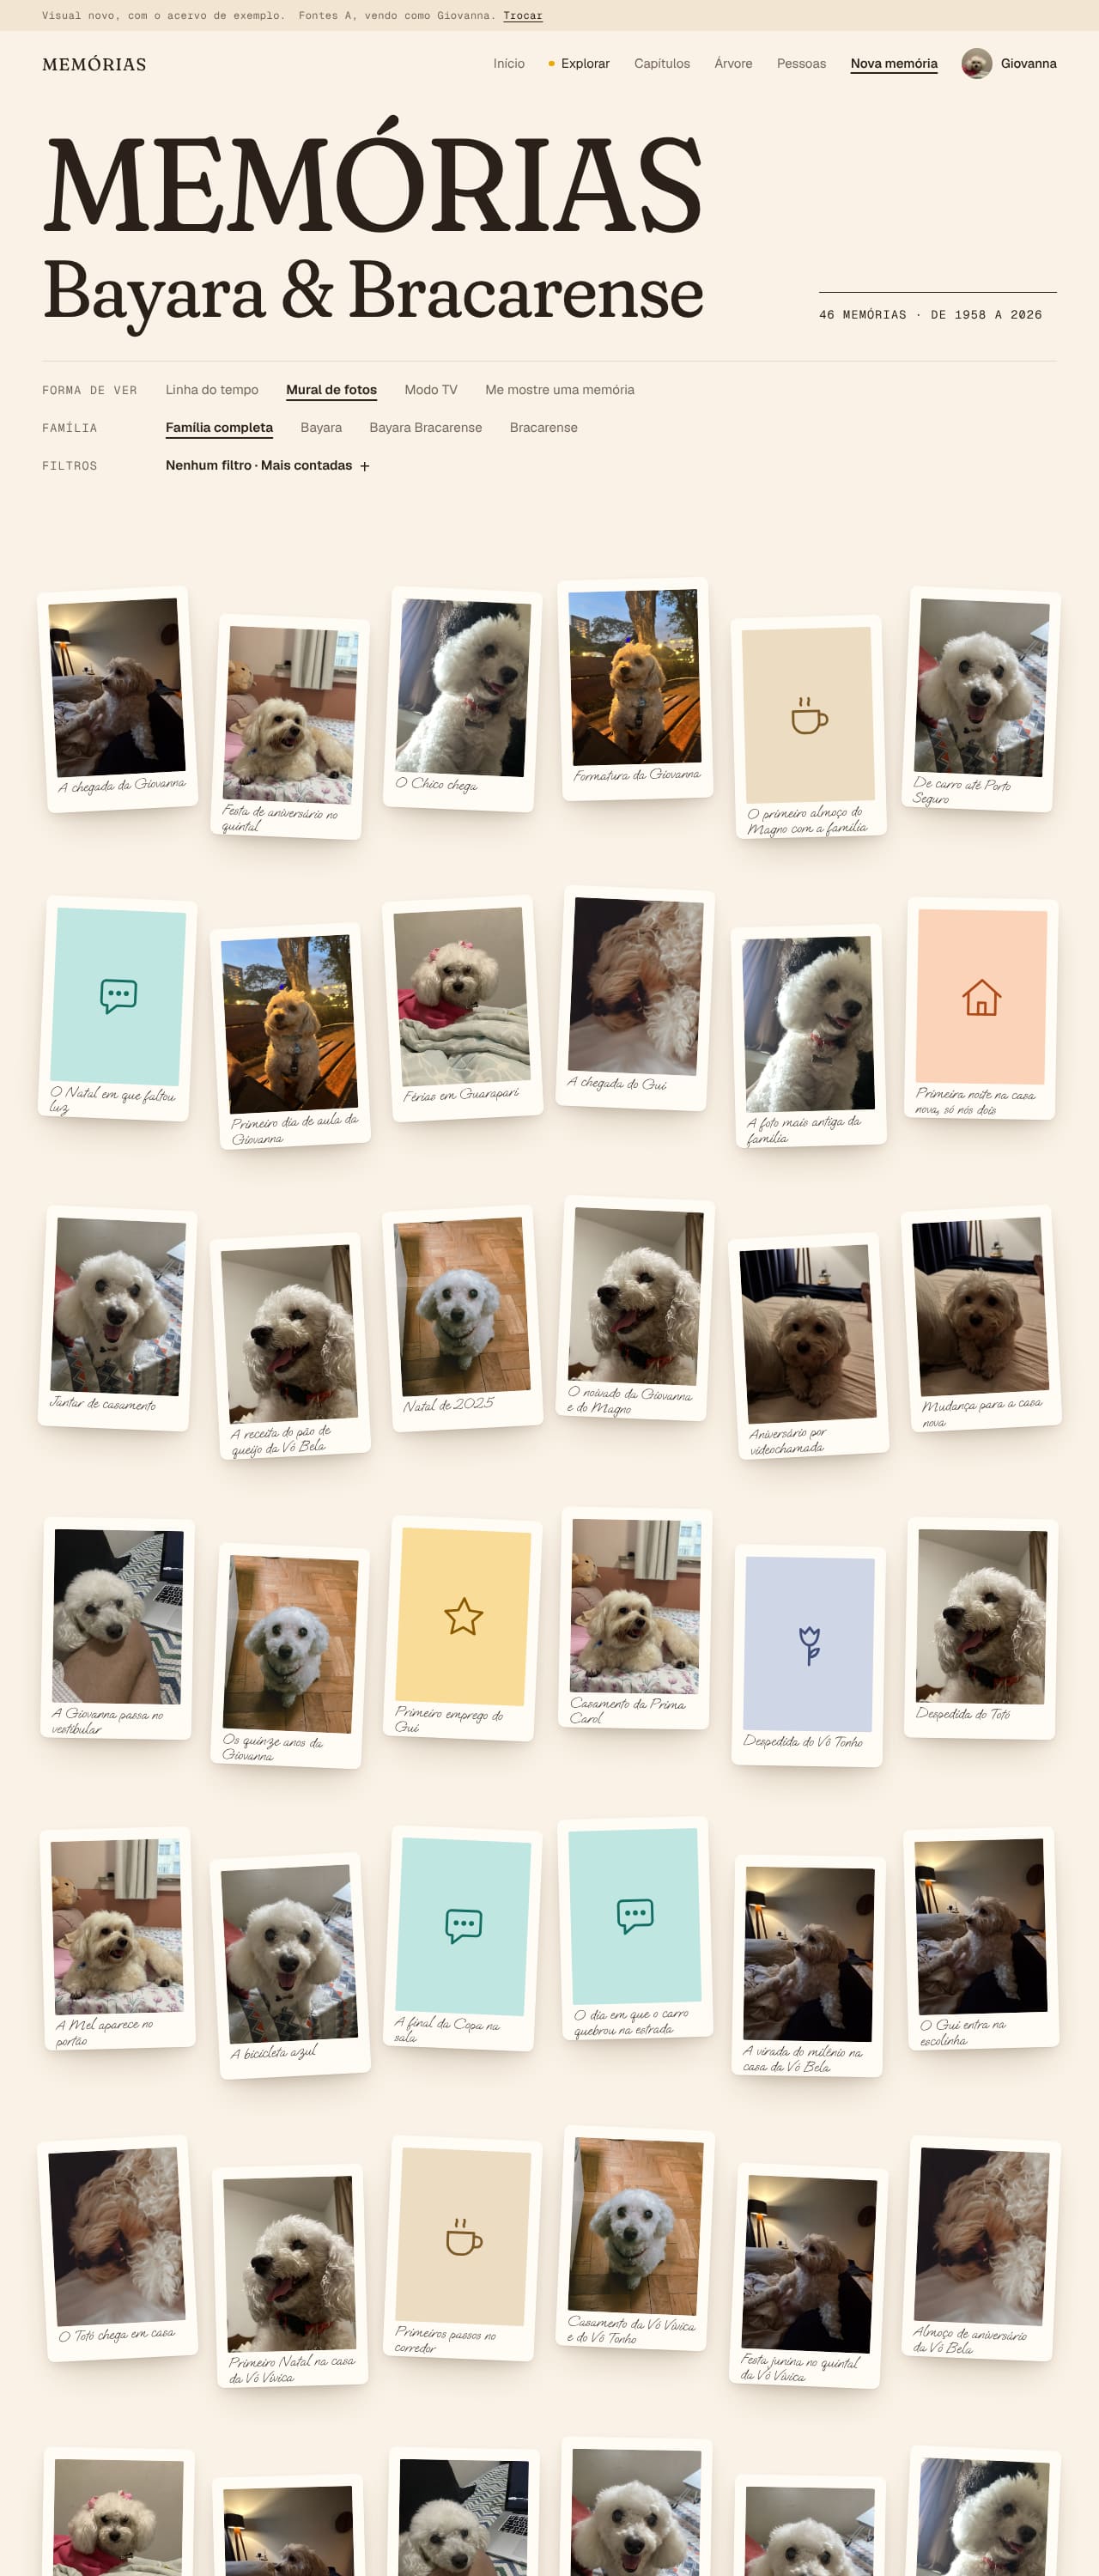 Visual novo, com o acervo de exemplo. Fontes A, vendo como Giovanna. Trocar
MEMÓRIAS
Início
Explorar
Capítulos
Árvore
Pessoas
Nova memória
Giovanna
MEMÓRIAS
Bayara & Bracarense
46 MEMÓRIAS · DE 1958 A 2026
FORMA DE VER
Linha do tempo
Mural de fotos
Modo TV
Me mostre uma memória
FAMÍLIA
Família completa
Bayara
Bayara Bracarense
Bracarense
FILTROS
Nenhum filtro · Mais contadas +
A chegada da Giovanna
Festa de aniversário no
quintal
O Chico chega
Formatura da Giovanna
O primeiro almoço do
Magno com a família
De carro até Porto
Seguro
O Natal em que faltou
luz
Primeiro dia de aula da
Giovanna
Férias em Guarapari
A chegada do Gui
A foto mais antiga da
família
Primeira noite na casa
nova, só nós dois
Jantar de casamento
A receita do pão de
queijo da Vó Bela
Natal de 2025
O noivado da Giovanna
e do Magno
Aniversário por
videochamada
Mudança para a casa
nova
A Giovanna passa no
vestibular
Os quinze anos da
Giovanna
Primeiro emprego do
Gui
Casamento da Prima
Carol
Despedida do Vô Tonho
Despedida do Totó
A Mel aparece no
portão
A bicicleta azul
A final da Copa na
sala
O dia em que o carro
quebrou na estrada
A virada do milênio na
casa da Vó Bela
O Gui entra na
escolinha
O Totó chega em casa
Primeiro Natal na casa
da Vó Vivica
Primeiros passos no
corredor
Casamento da Vó Vivica
e do Vô Tonho
Festa junina no quintal
da Vó Vivica
Almoço de aniversário
da Vó Bela